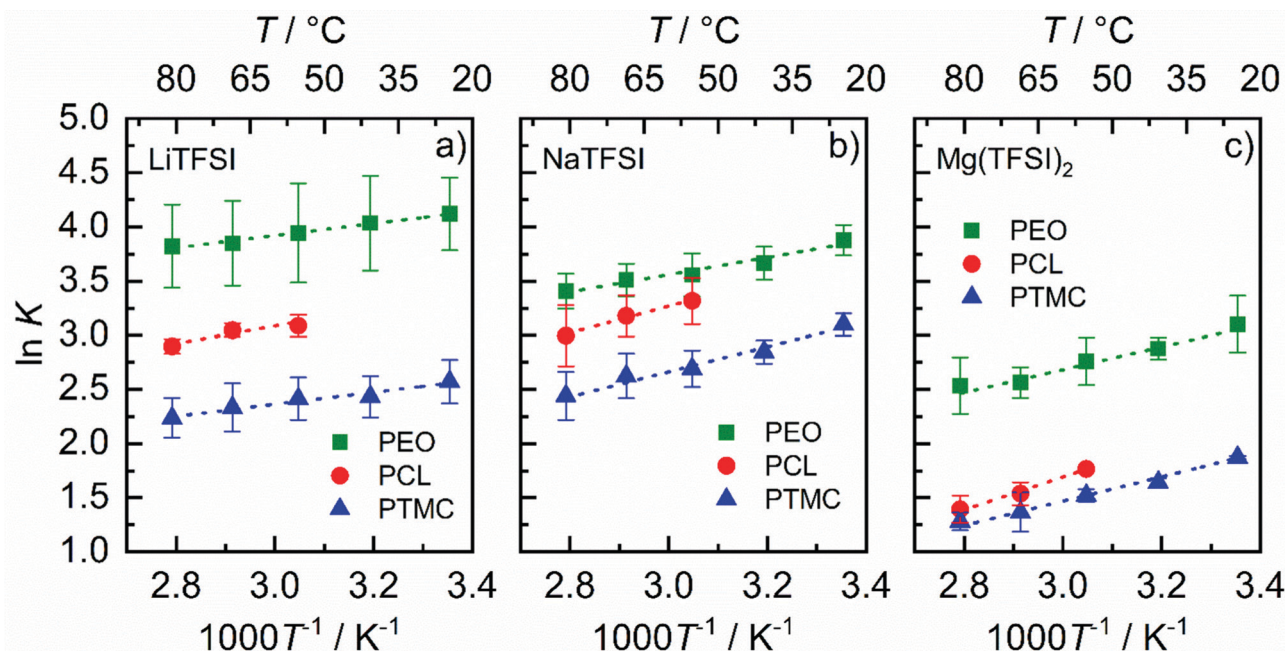 T / °C T / °C T / °C
80 65 50 35 20 80 65 50 35 20 80 65 50 35 20
5.0
4.5
4.0
3.5
3.0
2.5
2.0
1.5
1.0
ln K
LiTFSI a)
PEO
PCL
PTMC
NaTFSI b)
PEO
PCL
PTMC
Mg(TFSI)2 c)
PEO
PCL
PTMC
2.8 3.0 3.2 3.4 2.8 3.0 3.2 3.4 2.8 3.0 3.2 3.4
1000T⁻¹ / K⁻¹ 1000T⁻¹ / K⁻¹ 1000T⁻¹ / K⁻¹